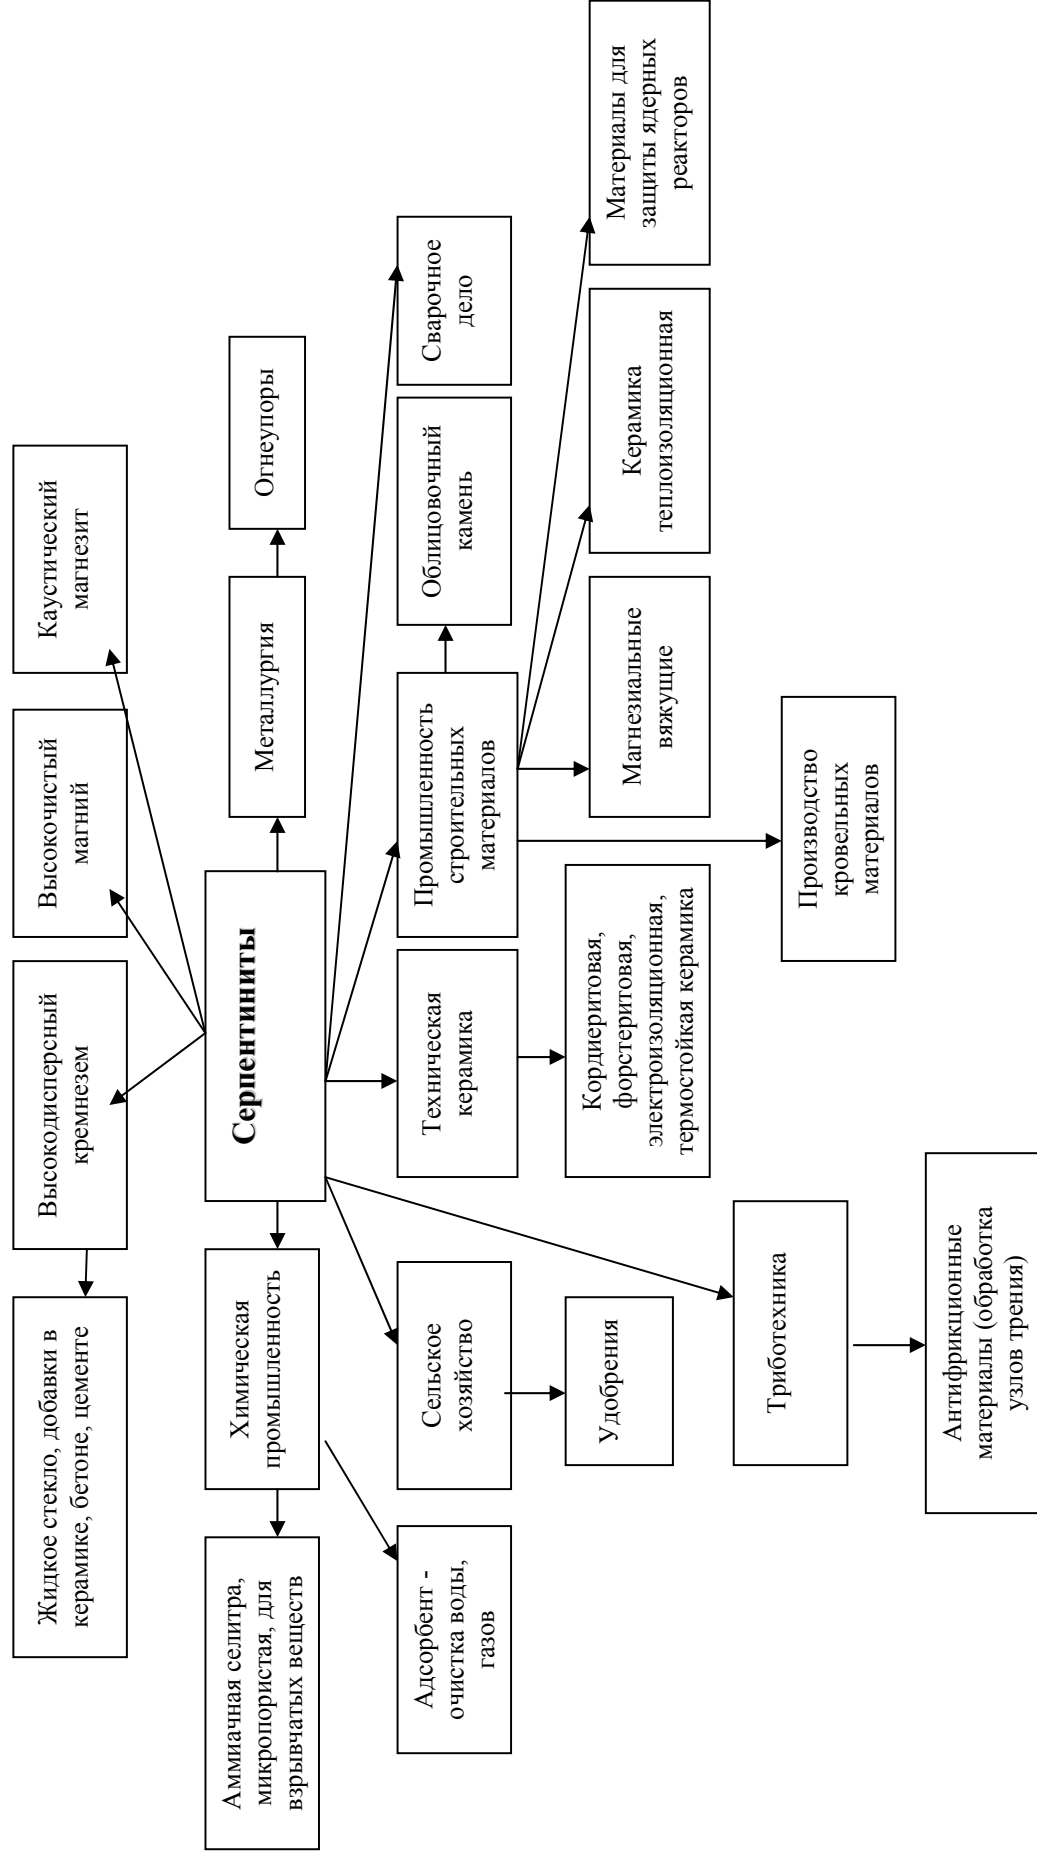 Жидкое стекло, добавки в
керамике, бетоне, цементе
Высокодисперсный
кремнезем
Высокочистый
магний
Каустический
магнезит
Аммиачная селитра,
микропористая, для
взрывчатых веществ
Химическая
промышленность
Серпентиниты
Металлургия
Огнеупоры
Адсорбент -
очистка воды,
газов
Сельское
хозяйство
Техническая
керамика
Промышленность
строительных
материалов
Облицовочный
камень
Сварочное
дело
Удобрения
Кордиеритовая,
форстеритовая,
электроизоляционная,
термостойкая керамика
Магнезиальные
вяжущие
Керамика
теплоизоляционная
Материалы для
защиты ядерных
реакторов
Триботехника
Производство
кровельных
материалов
Антифрикционные
материалы (обработка
узлов трения)